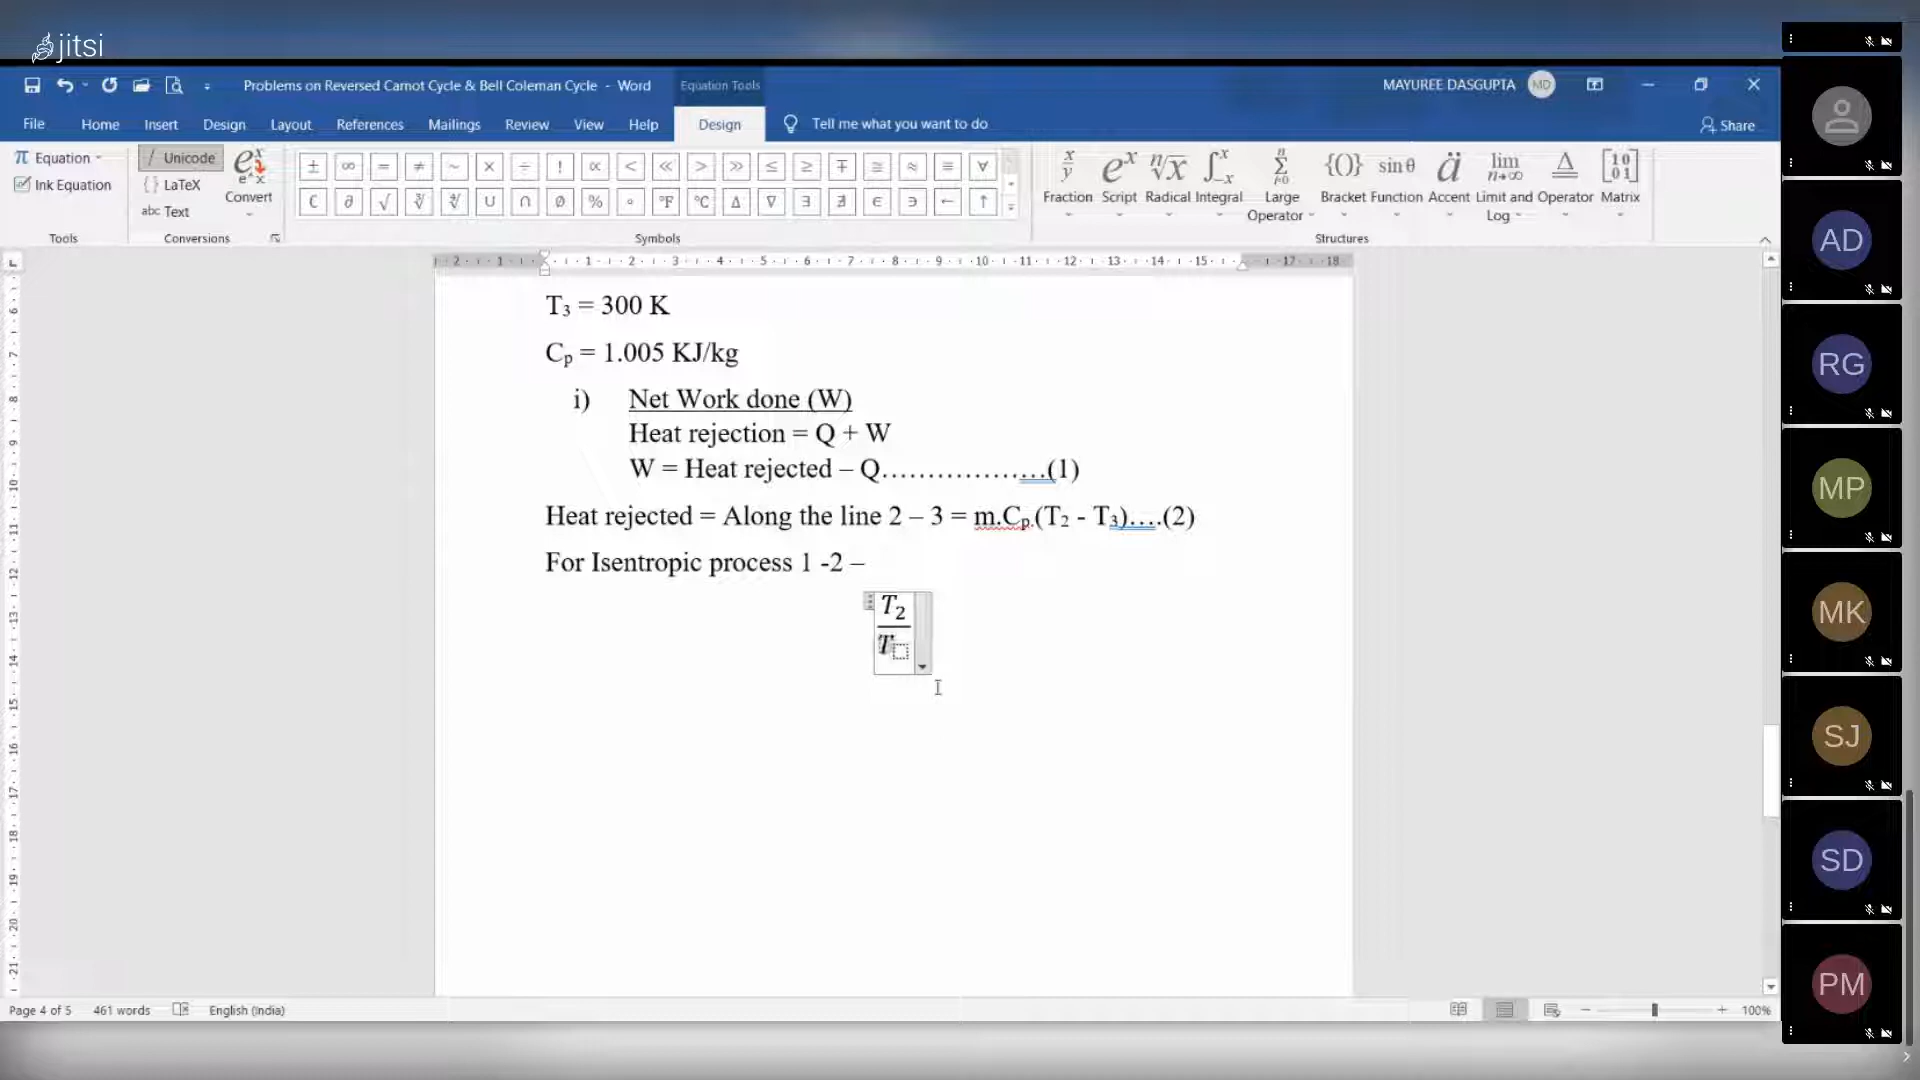 jitsi
Problems on Reversed Carnot Cycle & Bell Coleman Cycle - Word
Equation Tools
MAYUREE DASGUPTA
MD
File Home Insert Design Layout References Mailings Review View Help Design Tell me what you want to do Share
π Equation
Ink Equation
Tools
/ Unicode
{} LaTeX
abc Text
Convert
Conversions
± ∞ = ≠ ~ × ÷ ! ∝ < ≪ > ≫ ≤ ≥ ∓ ≅ ≈ ≡ ∀
∁ ∂ √ ∛ ∜ ∪ ∩ ∅ % ° °F °C ∆ ∇ ∃ ∄ ∈ ∋ ← ↑
Symbols
Fraction Script Radical Integral Large Operator Bracket Function Accent Limit and Log Operator Matrix
Structures
T₃ = 300 K
Cₚ = 1.005 KJ/kg
i) Net Work done (W)
Heat rejection = Q + W
W = Heat rejected – Q………………..…(1)
Heat rejected = Along the line 2 – 3 = m.Cₚ.(T₂ - T₃)….(2)
For Isentropic process 1 -2 –
T₂
T
Page 4 of 5 461 words English (India) 100%
AD
RG
MP
MK
SJ
SD
PM